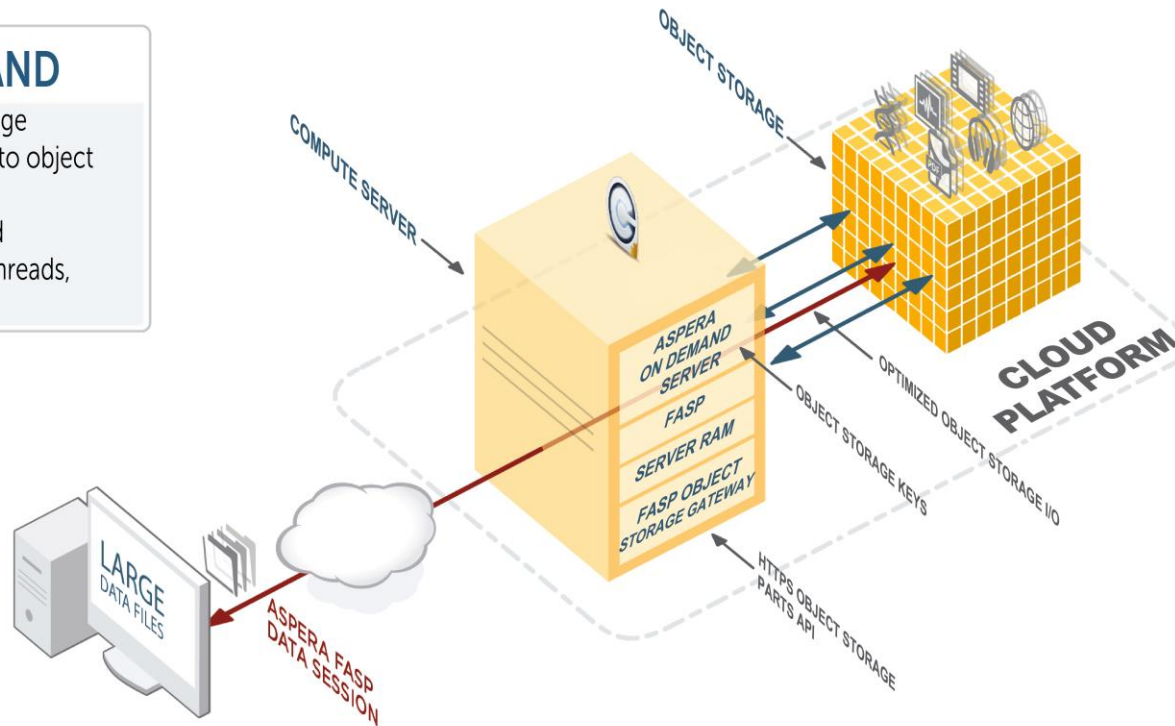 AND
ge
to object
d
hreads,
OBJECT STORAGE
COMPUTE SERVER
PDF
ASPERA
ON DEMAND
SERVER
FASP
SERVER RAM
FASP OBJECT
STORAGE GATEWAY
CLOUD
PLATFORM
OPTIMIZED OBJECT STORAGE I/O
OBJECT STORAGE KEYS
HTTPS OBJECT STORAGE
PARTS API
LARGE
DATA FILES
ASPERA FASP
DATA SESSION